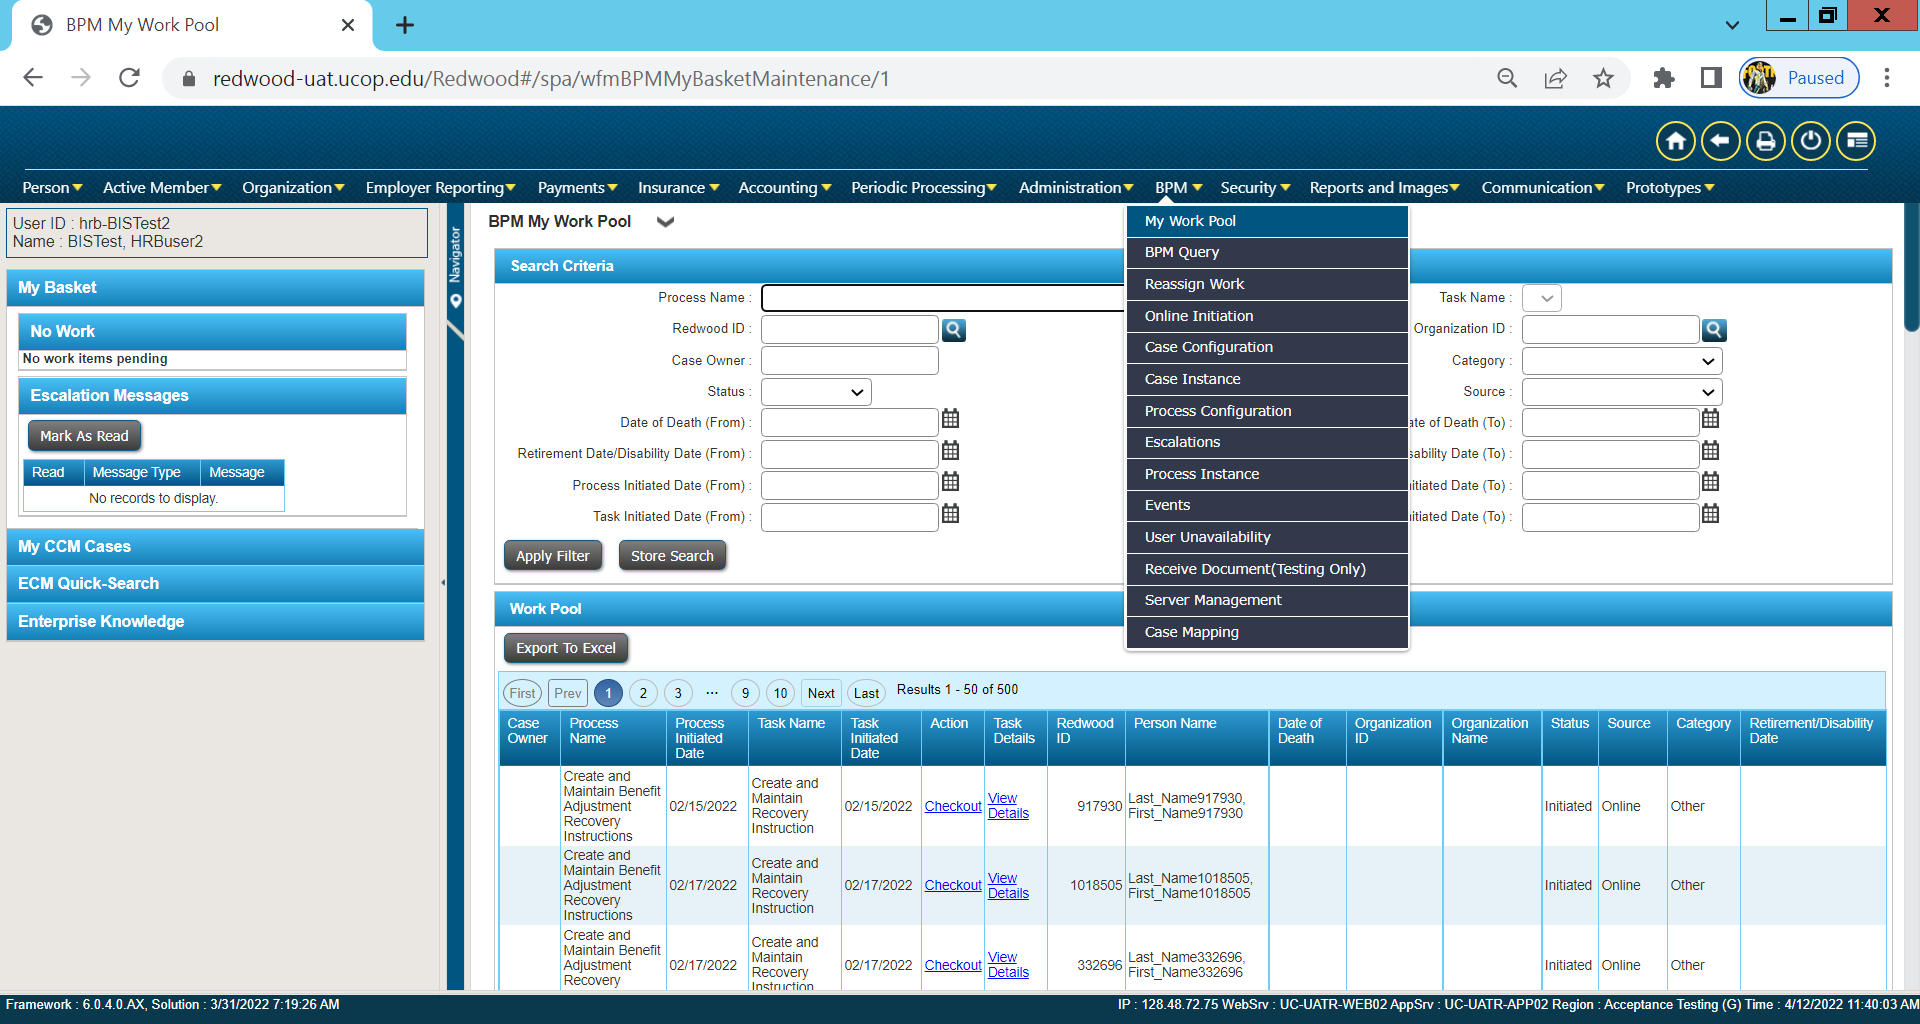 BPM My Work Pool
redwood-uat.ucop.edu/Redwood#/spa/wfmBPMMyBasketMaintenance/1
Paused
Person
Active Member
Organization
Employer Reporting
Payments
Insurance
Accounting
Periodic Processing
Administration
BPM
Security
Reports and Images
Communication
Prototypes
User ID : hrb-BISTest2
Name : BISTest, HRBuser2
My Basket
No Work
No work items pending
Escalation Messages
Mark As Read
Read Message Type Message
No records to display.
My CCM Cases
ECM Quick-Search
Enterprise Knowledge
Navigator
BPM My Work Pool
My Work Pool
BPM Query
Reassign Work
Online Initiation
Case Configuration
Case Instance
Process Configuration
Escalations
Process Instance
Events
User Unavailability
Receive Document(Testing Only)
Server Management
Case Mapping
Search Criteria
Process Name :
Task Name :
Redwood ID :
Organization ID :
Case Owner :
Category :
Status :
Source :
Date of Death (From) :
ate of Death (To) :
Retirement Date/Disability Date (From) :
sability Date (To) :
Process Initiated Date (From) :
itiated Date (To) :
Task Initiated Date (From) :
itiated Date (To) :
Apply Filter
Store Search
Work Pool
Export To Excel
First Prev 1 2 3 ... 9 10 Next Last Results 1 - 50 of 500
Case Owner
Process Name
Process Initiated Date
Task Name
Task Initiated Date
Action
Task Details
Redwood ID
Person Name
Date of Death
Organization ID
Organization Name
Status
Source
Category
Retirement/Disability Date
Create and
Maintain Benefit
Adjustment
Recovery
Instructions
02/15/2022
Create and
Maintain
Recovery
Instruction
02/15/2022
Checkout
View
Details
917930
Last_Name917930,
First_Name917930
Initiated
Online
Other
Create and
Maintain Benefit
Adjustment
Recovery
Instructions
02/17/2022
Create and
Maintain
Recovery
Instruction
02/17/2022
Checkout
View
Details
1018505
Last_Name1018505,
First_Name1018505
Initiated
Online
Other
Create and
Maintain Benefit
Adjustment
Recovery
02/17/2022
Create and
Maintain
Recovery
Instruction
02/17/2022
Checkout
View
Details
332696
Last_Name332696,
First_Name332696
Initiated
Online
Other
Framework : 6.0.4.0.AX, Solution : 3/31/2022 7:19:26 AM
IP : 128.48.72.75 WebSrv : UC-UATR-WEB02 AppSrv : UC-UATR-APP02 Region : Acceptance Testing (G) Time : 4/12/2022 11:40:03 AM